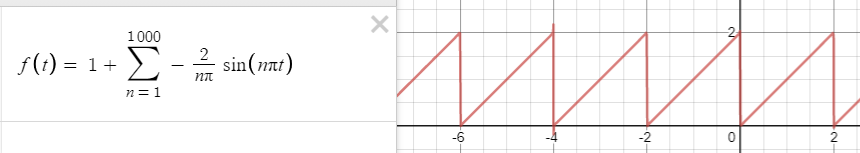 ×
1000
f(t) = 1 + ∑ − 2/nπ sin(nπt)
n = 1
2
-6 -4 -2 0 2